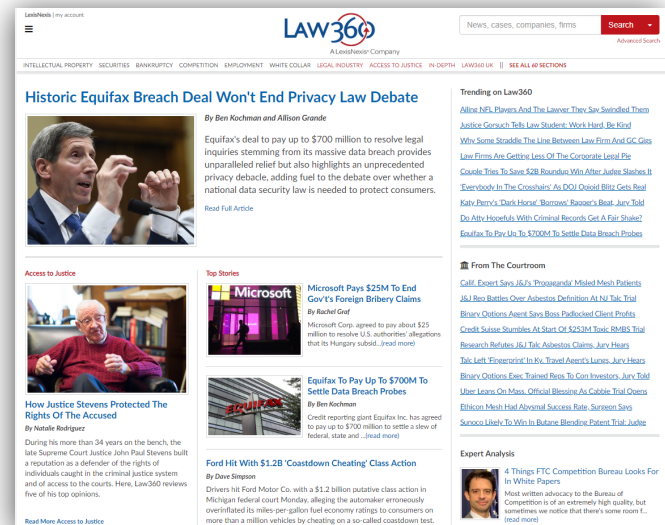 LexisNexis | my account
LAW360
A LexisNexis® Company
News, cases, companies, firms
Search
Advanced Search
INTELLECTUAL PROPERTY SECURITIES BANKRUPTCY COMPETITION EMPLOYMENT WHITE COLLAR LEGAL INDUSTRY ACCESS TO JUSTICE IN-DEPTH LAW360 UK || SEE ALL 60 SECTIONS
Historic Equifax Breach Deal Won't End Privacy Law Debate
By Ben Kochman and Allison Grande
Equifax's deal to pay up to $700 million to resolve legal
inquiries stemming from its massive data breach provides
unparalleled relief but also highlights an unprecedented
privacy debacle, adding fuel to the debate over whether a
national data security law is needed to protect consumers.
Read Full Article
Access to Justice
How Justice Stevens Protected The
Rights Of The Accused
By Natalie Rodriguez
During his more than 34 years on the bench, the
late Supreme Court Justice John Paul Stevens built
a reputation as a defender of the rights of
individuals caught in the criminal justice system
and of access to the courts. Here, Law360 reviews
five of his top opinions.
Read More Access to Justice
Top Stories
Microsoft
Microsoft Pays $25M To End
Gov't's Foreign Bribery Claims
By Rachel Graf
Microsoft Corp. agreed to pay about $25
million to resolve U.S. authorities' allegations
that its Hungary subsid...(read more)
EQUIFAX
Equifax To Pay Up To $700M To
Settle Data Breach Probes
By Ben Kochman
Credit reporting giant Equifax Inc. has agreed
to pay up to $700 million to settle a slew of
federal, state and ...(read more)
Ford Hit With $1.2B 'Coastdown Cheating' Class Action
By Dave Simpson
Drivers hit Ford Motor Co. with a $1.2 billion putative class action in
Michigan federal court Monday, alleging the automaker erroneously
overinflated its miles-per-gallon fuel economy ratings to consumers on
more than a million vehicles by cheating on a so-called coastdown test.
Trending on Law360
Ailing NFL Players And The Lawyer They Say Swindled Them
Justice Gorsuch Tells Law Student: Work Hard, Be Kind
Why Some Straddle The Line Between Law Firm And GC Gigs
Law Firms Are Getting Less Of The Corporate Legal Pie
Couple Tries To Save $2B Roundup Win After Judge Slashes It
'Everybody In The Crosshairs' As DOJ Opioid Blitz Gets Real
Katy Perry's 'Dark Horse' 'Borrows' Rapper's Beat, Jury Told
Do Atty Hopefuls With Criminal Records Get A Fair Shake?
Equifax To Pay Up To $700M To Settle Data Breach Probes
From The Courtroom
Calif. Expert Says J&J's 'Propaganda' Misled Mesh Patients
J&J Rep Battles Over Asbestos Definition At NJ Talc Trial
Binary Options Agent Says Boss Padlocked Client Profits
Credit Suisse Stumbles At Start Of $253M Toxic RMBS Trial
Research Refutes J&J Talc Asbestos Claims, Jury Hears
Talc Left 'Fingerprint' In Ky. Travel Agent's Lungs, Jury Hears
Binary Options Exec Trained Reps To Con Investors, Jury Told
Uber Leans On Mass. Official Blessing As Cabbie Trial Opens
Ethicon Mesh Had Abysmal Success Rate, Surgeon Says
Sunoco Likely To Win In Butane Blending Patent Trial: Judge
Expert Analysis
4 Things FTC Competition Bureau Looks For
In White Papers
Most written advocacy to the Bureau of
Competition is of an extremely high quality, but
sometimes we notice that there's some room f...
(read more)